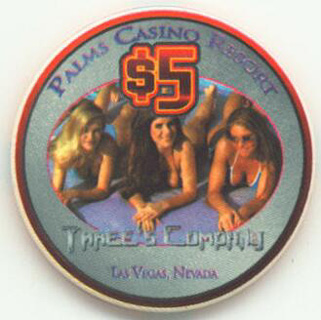 PALMS CASINO RESORT
$5
THREE'S COMPANY
LAS VEGAS, NEVADA